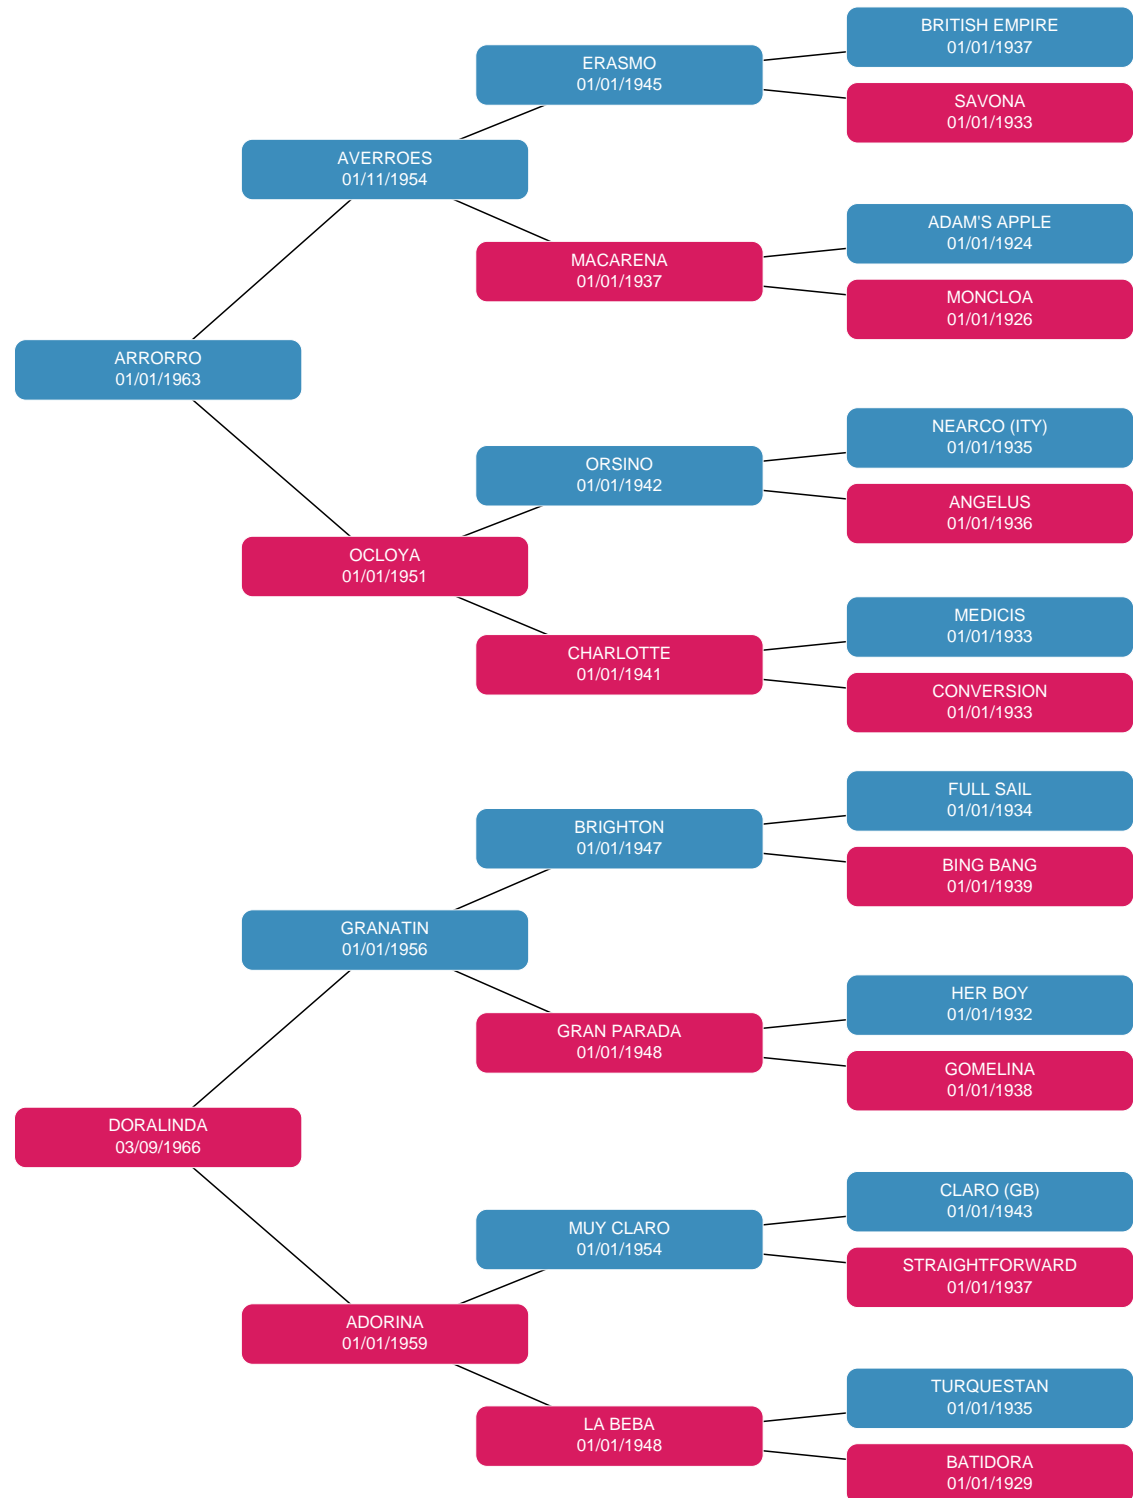 BRITISH EMPIRE
01/01/1937
ERASMO
01/01/1945
SAVONA
01/01/1933
AVERROES
01/11/1954
ADAM'S APPLE
01/01/1924
MACARENA
01/01/1937
MONCLOA
01/01/1926
ARRORRO
01/01/1963
NEARCO (ITY)
01/01/1935
ORSINO
01/01/1942
ANGELUS
01/01/1936
OCLOYA
01/01/1951
MEDICIS
01/01/1933
CHARLOTTE
01/01/1941
CONVERSION
01/01/1933
FULL SAIL
01/01/1934
BRIGHTON
01/01/1947
BING BANG
01/01/1939
GRANATIN
01/01/1956
HER BOY
01/01/1932
GRAN PARADA
01/01/1948
GOMELINA
01/01/1938
DORALINDA
03/09/1966
CLARO (GB)
01/01/1943
MUY CLARO
01/01/1954
STRAIGHTFORWARD
01/01/1937
ADORINA
01/01/1959
TURQUESTAN
01/01/1935
LA BEBA
01/01/1948
BATIDORA
01/01/1929